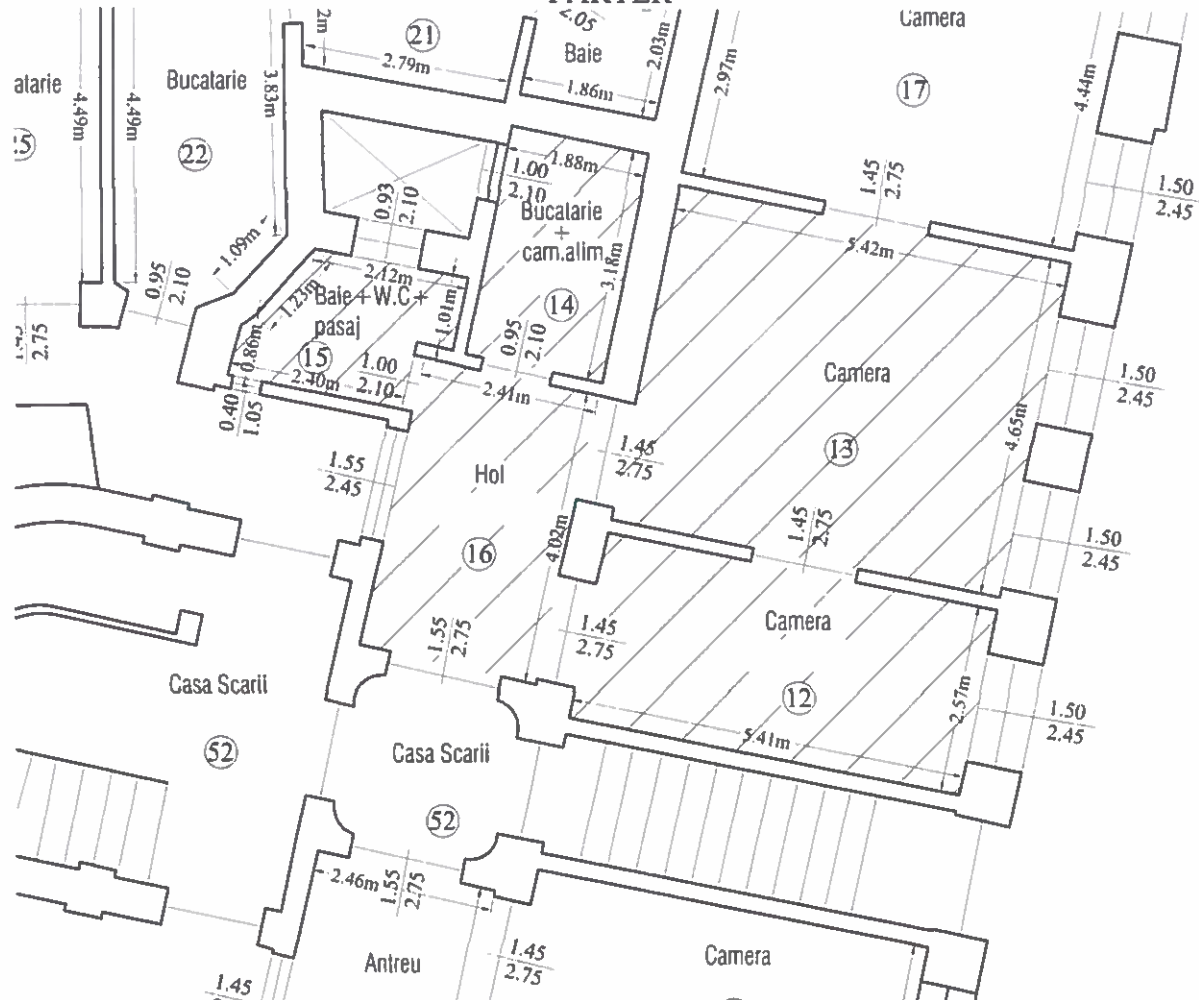 PARTER
Camera
2.05
21
2.79m
Baie
2.03m
1.86m
2.97m
17
4.44m
atarie
Bucatarie
4.49m
4.49m
3.83m
22
1.00
2.10
1.88m
1.45
2.75
1.50
2.45
0.93
2.10
Bucatarie
+
cam.alim.
3.18m
5.42m
1.09m
2.12m
1.23m
Baie+W.C+
pasaj
1.01m
14
0.95
2.10
2.75
0.86m
15
2.40m
1.00
2.10
0.95
2.10
2.41m
Camera
1.50
2.45
0.40
1.05
4.65m
1.55
2.45
Hol
1.45
2.75
13
4.02m
1.45
2.75
16
1.50
2.45
1.55
2.75
1.45
2.75
Camera
Casa Scarii
12
2.57m
1.50
2.45
52
Casa Scarii
5.41m
52
2.46m
1.55
2.75
Antreu
1.45
2.75
Camera
1.45